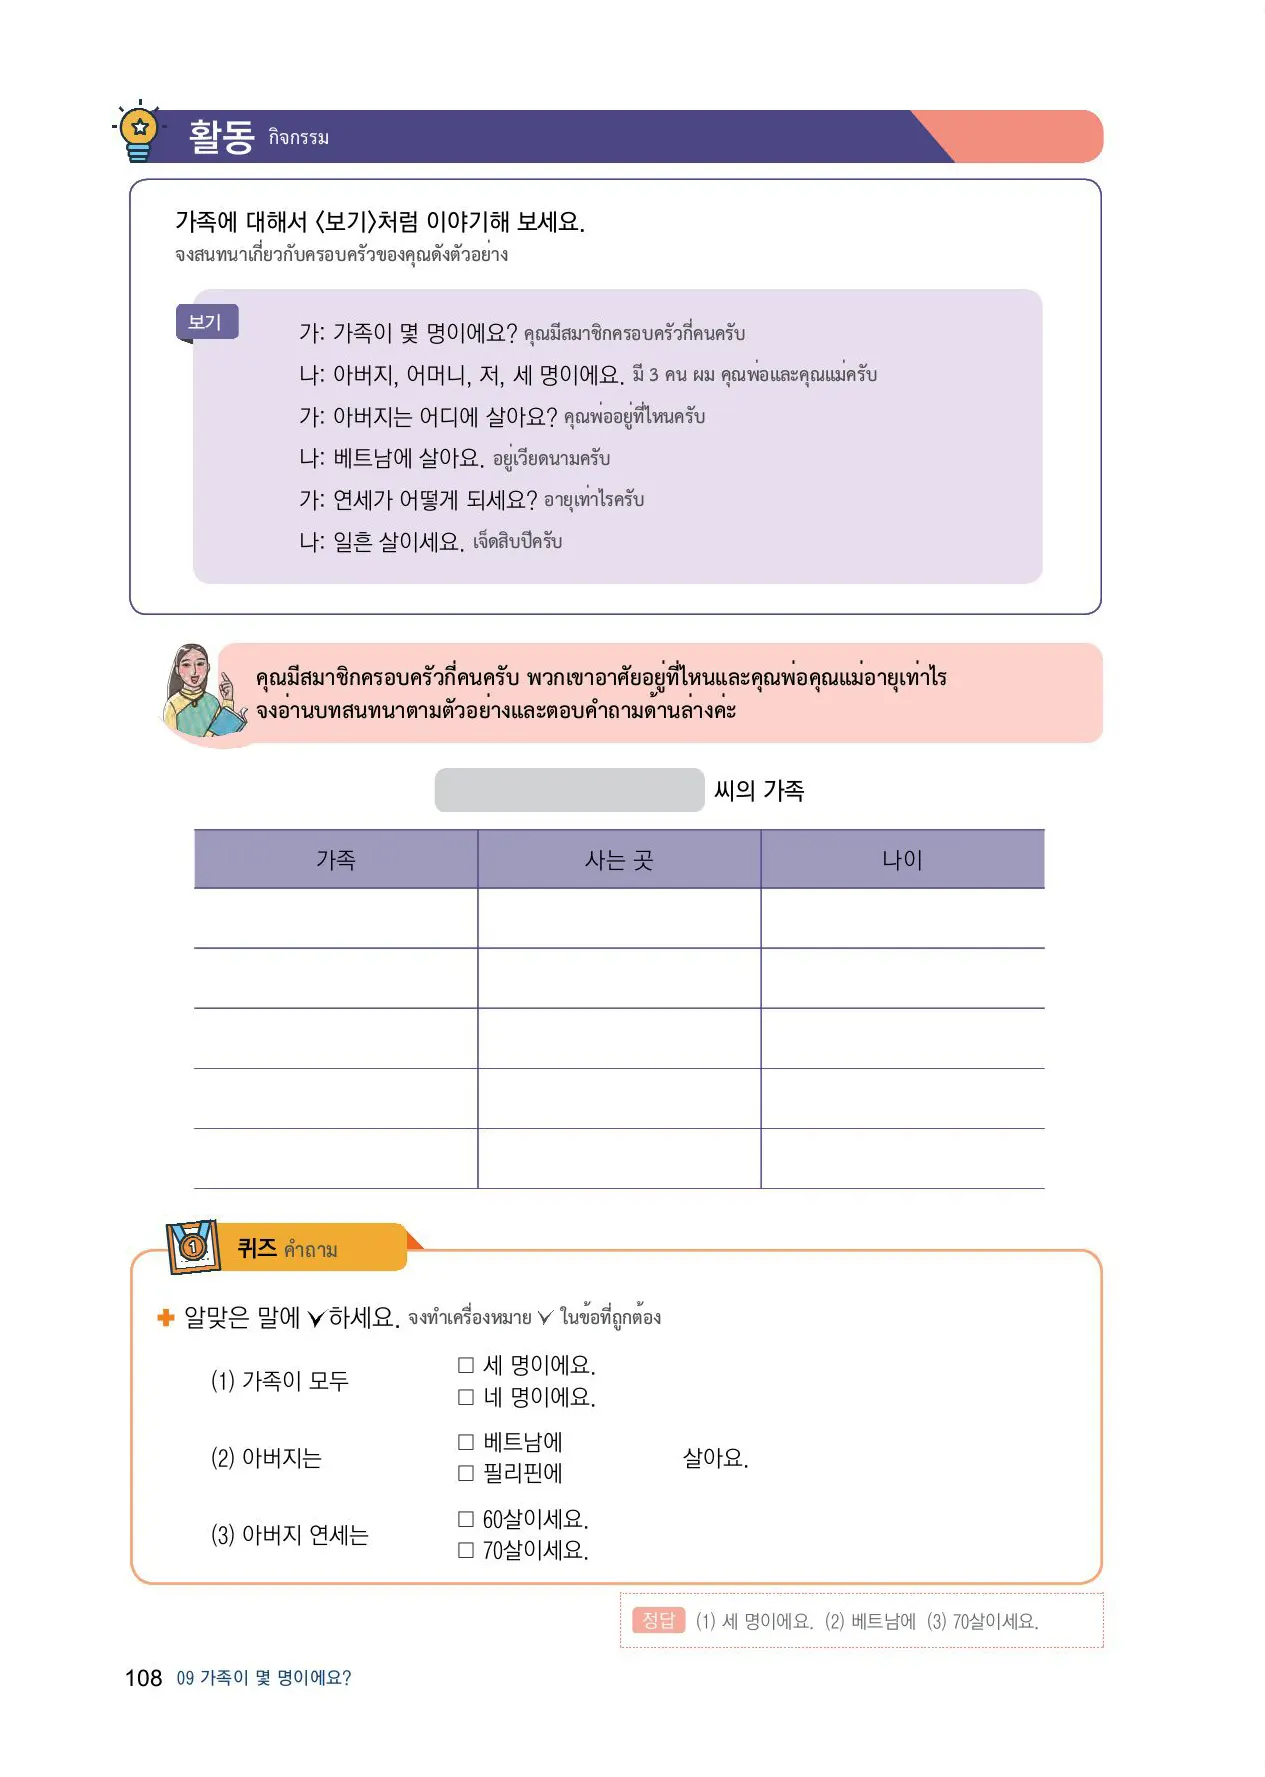 활동 กิจกรรม
가족에 대해서 〈보기〉처럼 이야기해 보세요.
จงสนทนาเกี่ยวกับครอบครัวของคุณดังตัวอย่าง
보기
가: 가족이 몇 명이에요? คุณมีสมาชิกครอบครัวกี่คนครับ
나: 아버지, 어머니, 저, 세 명이에요. มี 3 คน ผม คุณพ่อและคุณแม่ครับ
가: 아버지는 어디에 살아요? คุณพ่ออยู่ที่ไหนครับ
나: 베트남에 살아요. อยู่เวียดนามครับ
가: 연세가 어떻게 되세요? อายุเท่าไรครับ
나: 일흔 살이세요. เจ็ดสิบปีครับ
คุณมีสมาชิกครอบครัวกี่คนครับ พวกเขาอาศัยอยู่ที่ไหนและคุณพ่อคุณแม่อายุเท่าไร
จงอ่านบทสนทนาตามตัวอย่างและตอบคำถามด้านล่างค่ะ
씨의 가족
가족 사는 곳 나이
1
퀴즈 คำถาม
알맞은 말에 ✓하세요. จงทำเครื่องหมาย ✓ ในข้อที่ถูกต้อง
(1) 가족이 모두
□ 세 명이에요.
□ 네 명이에요.
(2) 아버지는
□ 베트남에
□ 필리핀에
살아요.
(3) 아버지 연세는
□ 60살이세요.
□ 70살이세요.
정답 (1) 세 명이에요. (2) 베트남에 (3) 70살이세요.
108 09 가족이 몇 명이에요?